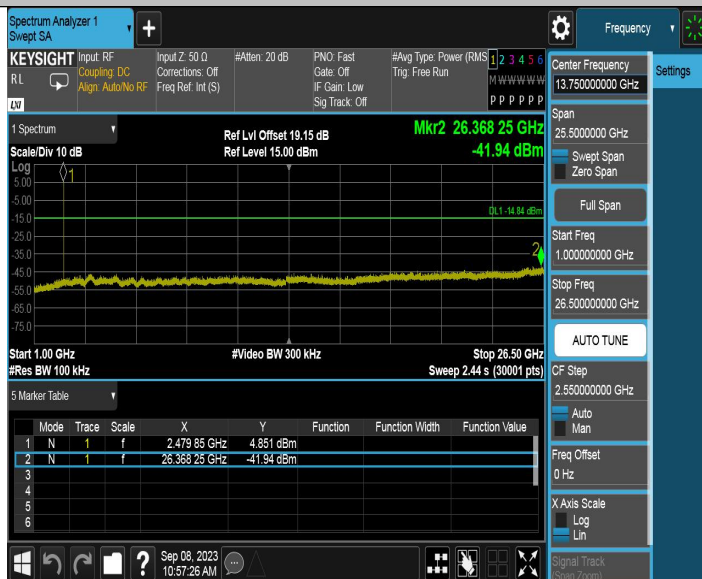 Spectrum Analyzer 1
Swept SA
+
Frequency
KEYSIGHT
RL
LXI
Input: RF
Coupling: DC
Align: Auto/No RF
Input Z: 50 Ω
Corrections: Off
Freq Ref: Int (S)
#Atten: 20 dB
PNO: Fast
Gate: Off
IF Gain: Low
Sig Track: Off
#Avg Type: Power (RMS
Trig: Free Run
1 2 3 4 5 6
M W W W W W
P P P P P P
Center Frequency
13.750000000 GHz
Settings
Span
25.5000000 GHz
Swept Span
Zero Span
Full Span
Start Freq
1.000000000 GHz
Stop Freq
26.500000000 GHz
AUTO TUNE
CF Step
2.550000000 GHz
Auto
Man
Freq Offset
0 Hz
X Axis Scale
Log
Lin
Signal Track
(Span Zoom)
1 Spectrum
Scale/Div 10 dB
Ref Lvl Offset 19.15 dB
Ref Level 15.00 dBm
Mkr2 26.368 25 GHz
-41.94 dBm
Log
5.00
-5.00
-15.0
-25.0
-35.0
-45.0
-55.0
-65.0
-75.0
1
DL1 -14.84 dBm
2
Start 1.00 GHz
#Res BW 100 kHz
#Video BW 300 kHz
Stop 26.50 GHz
Sweep 2.44 s (30001 pts)
5 Marker Table
Mode Trace Scale X Y Function Function Width Function Value
1 N 1 f 2.479 85 GHz 4.851 dBm
2 N 1 f 26.368 25 GHz -41.94 dBm
3
4
5
6
?
Sep 08, 2023
10:57:26 AM